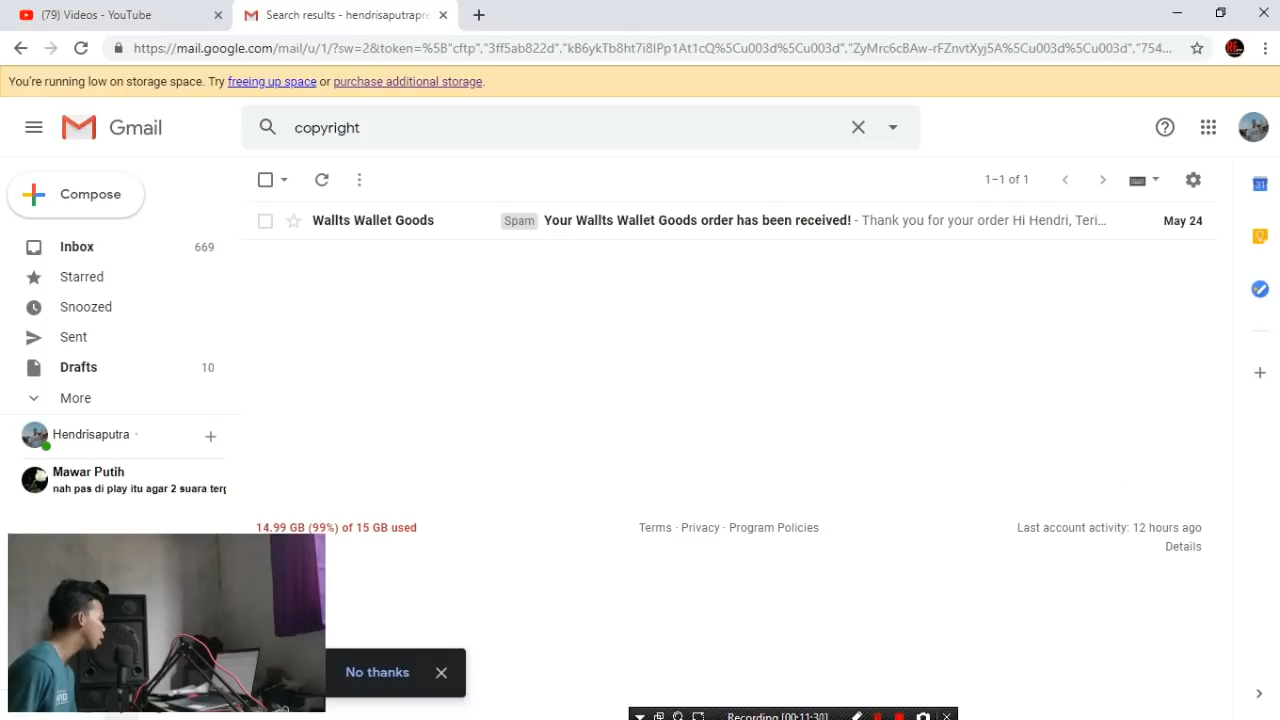 (79) Videos - YouTube
Search results - hendrisaputrapre
https://mail.google.com/mail/u/1/?sw=2&token=%5B"cftp","3ff5ab822d","kB6ykTb8ht7i8IPp1At1cQ%5Cu003d%5Cu003d","ZyMrc6cBAw-rFZnvtXyj5A%5Cu003d%5Cu003d","754...
You're running low on storage space. Try freeing up space or purchase additional storage.
Gmail
copyright
Compose
1–1 of 1
Wallts Wallet Goods Spam Your Wallts Wallet Goods order has been received! - Thank you for your order Hi Hendri, Teri... May 24
Inbox 669
Starred
Snoozed
Sent
Drafts 10
More
Hendrisaputra
Mawar Putih
nah pas di play itu agar 2 suara terg
14.99 GB (99%) of 15 GB used
Terms · Privacy · Program Policies
Last account activity: 12 hours ago
Details
No thanks
Recording [00:11:30]
31